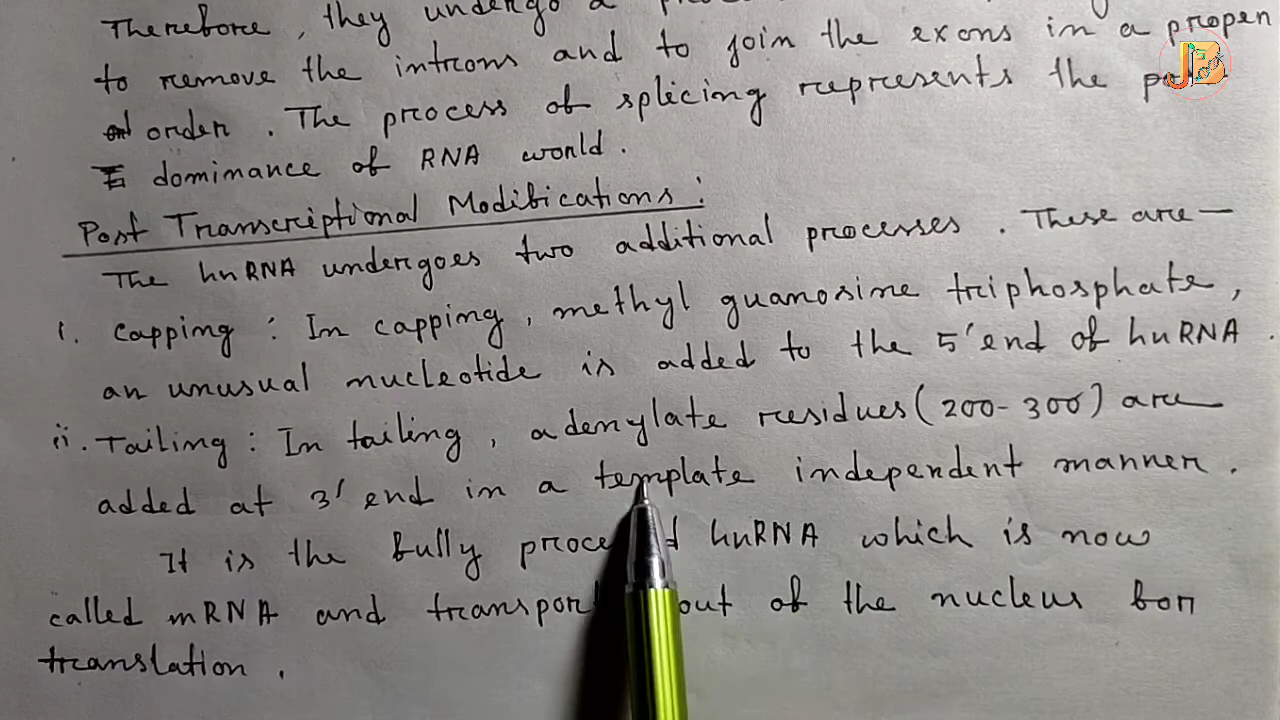 Therefore, they undergo a
to remove the introns and to join the exons in a proper
order. The process of splicing represents the
dominance of RNA world.
Post Transcriptional Modifications:
The hnRNA undergoes two additional processes. These are—
i. Capping: In capping, methyl guanosine triphosphate,
an unusual nucleotide is added to the 5' end of hnRNA.
ii. Tailing: In tailing, adenylate residues (200-300) are
added at 3' end in a template independent manner.
It is the fully hnRNA which is now
called mRNA and out of the nucleus for
translation.